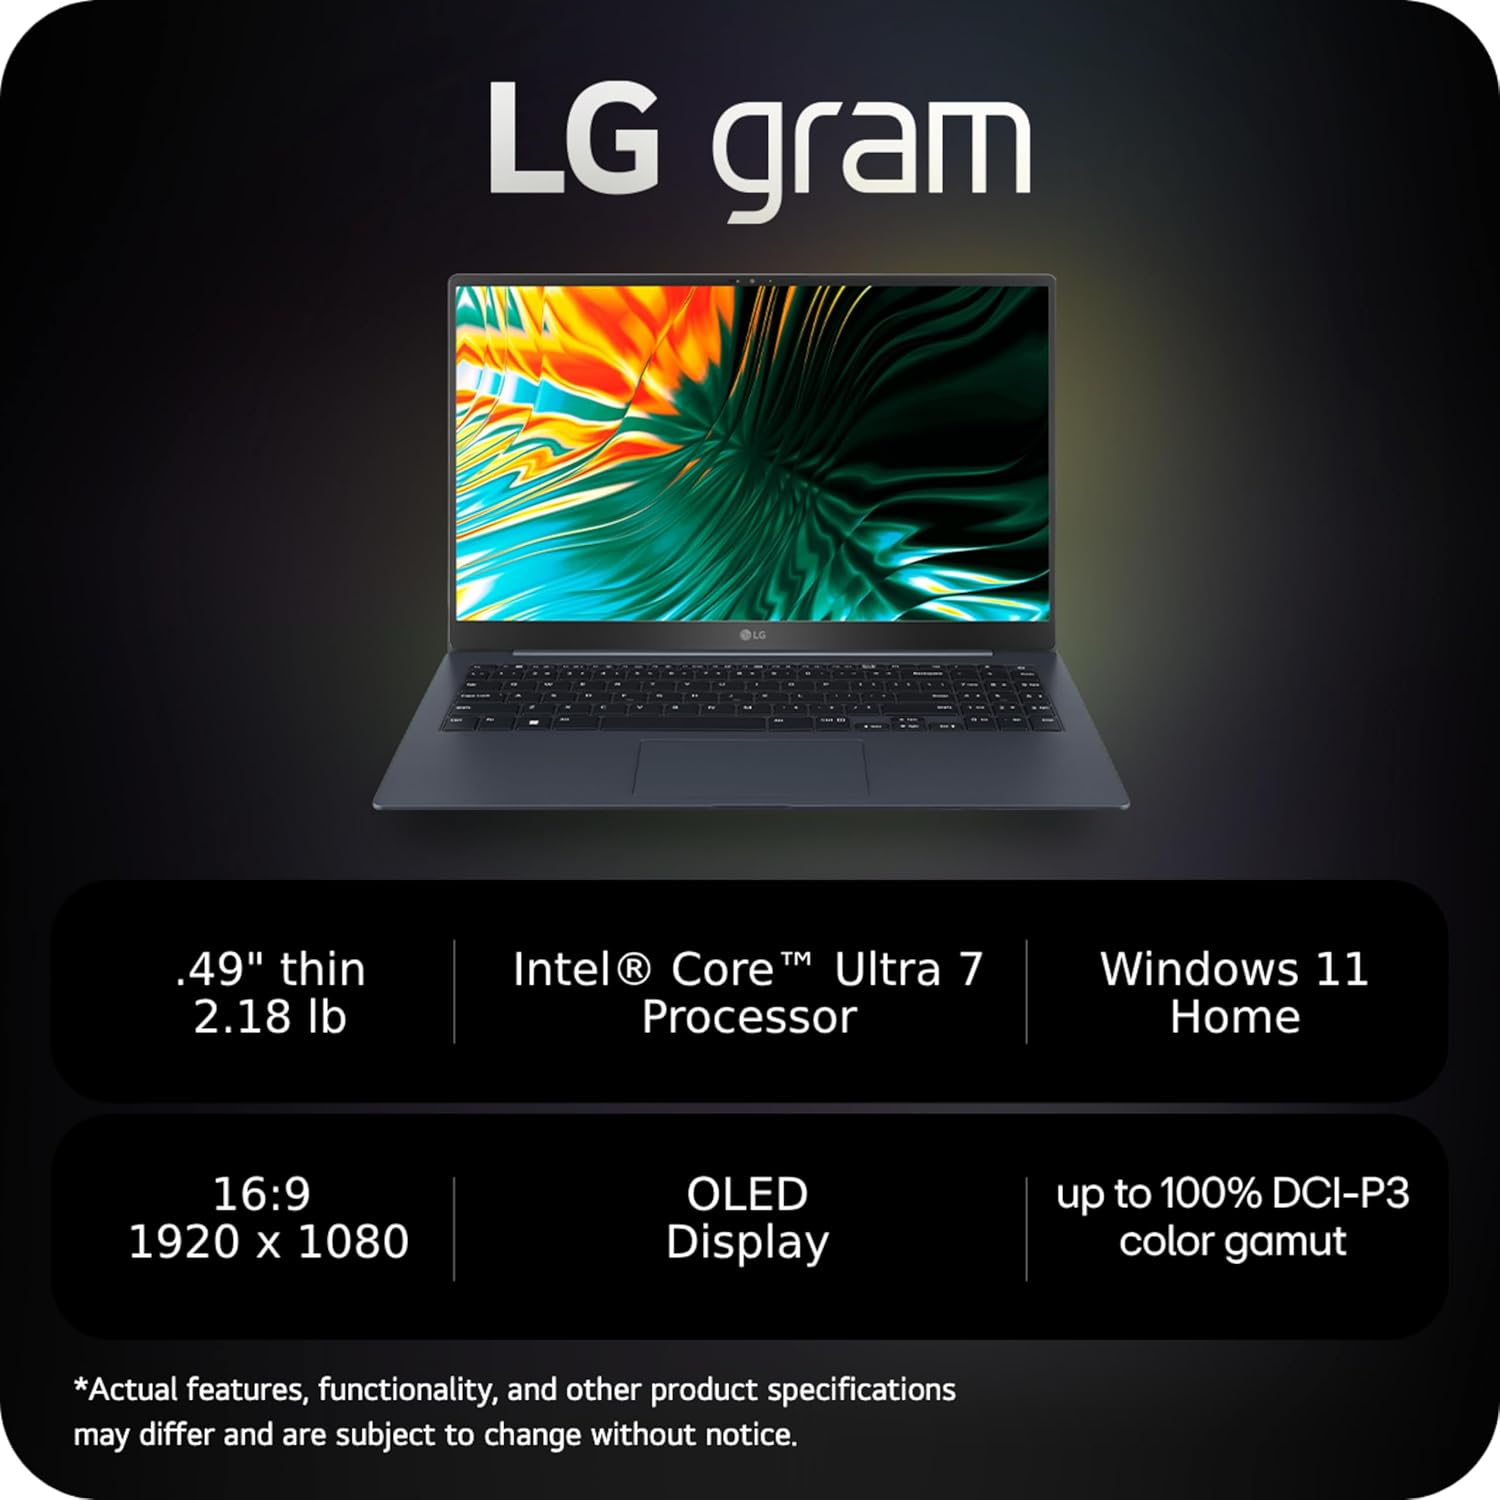 LG gram
LG
.49" thin
2.18 lb
Intel® Core™ Ultra 7
Processor
Windows 11
Home
16:9
1920 x 1080
OLED
Display
up to 100% DCI-P3
color gamut
*Actual features, functionality, and other product specifications
may differ and are subject to change without notice.